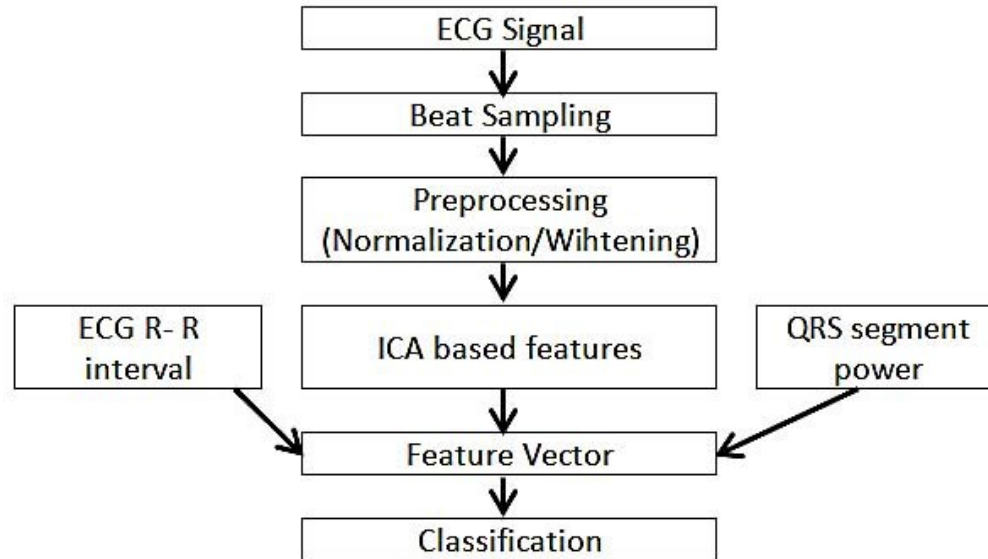 ECG Signal
Beat Sampling
Preprocessing
(Normalization/Wihtening)
ECG R- R
interval
ICA based features
QRS segment
power
Feature Vector
Classification